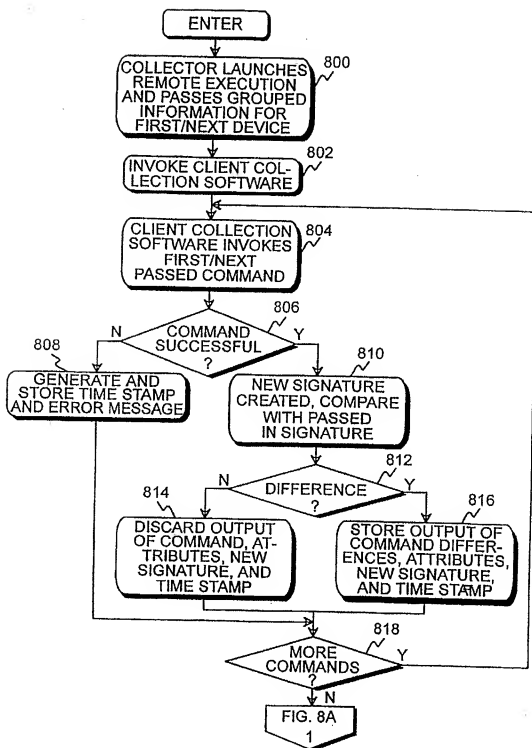 ENTER
COLLECTOR LAUNCHES
REMOTE EXECUTION
AND PASSES GROUPED
INFORMATION FOR
FIRST/NEXT DEVICE
800
INVOKE CLIENT COL-
LECTION SOFTWARE
802
CLIENT COLLECTION
SOFTWARE INVOKES
FIRST/NEXT
PASSED COMMAND
804
806
N
COMMAND
SUCCESSFUL
?
Y
808
GENERATE AND
STORE TIME STAMP
AND ERROR MESSAGE
810
NEW SIGNATURE
CREATED, COMPARE
WITH PASSED
IN SIGNATURE
812
N
DIFFERENCE
?
Y
814
DISCARD OUTPUT
OF COMMAND, AT-
TRIBUTES, NEW
SIGNATURE, AND
TIME STAMP
816
STORE OUTPUT OF
COMMAND DIFFER-
ENCES, ATTRIBUTES,
NEW SIGNATURE,
AND TIME STAMP
818
MORE
COMMANDS
?
Y
N
FIG. 8A
1